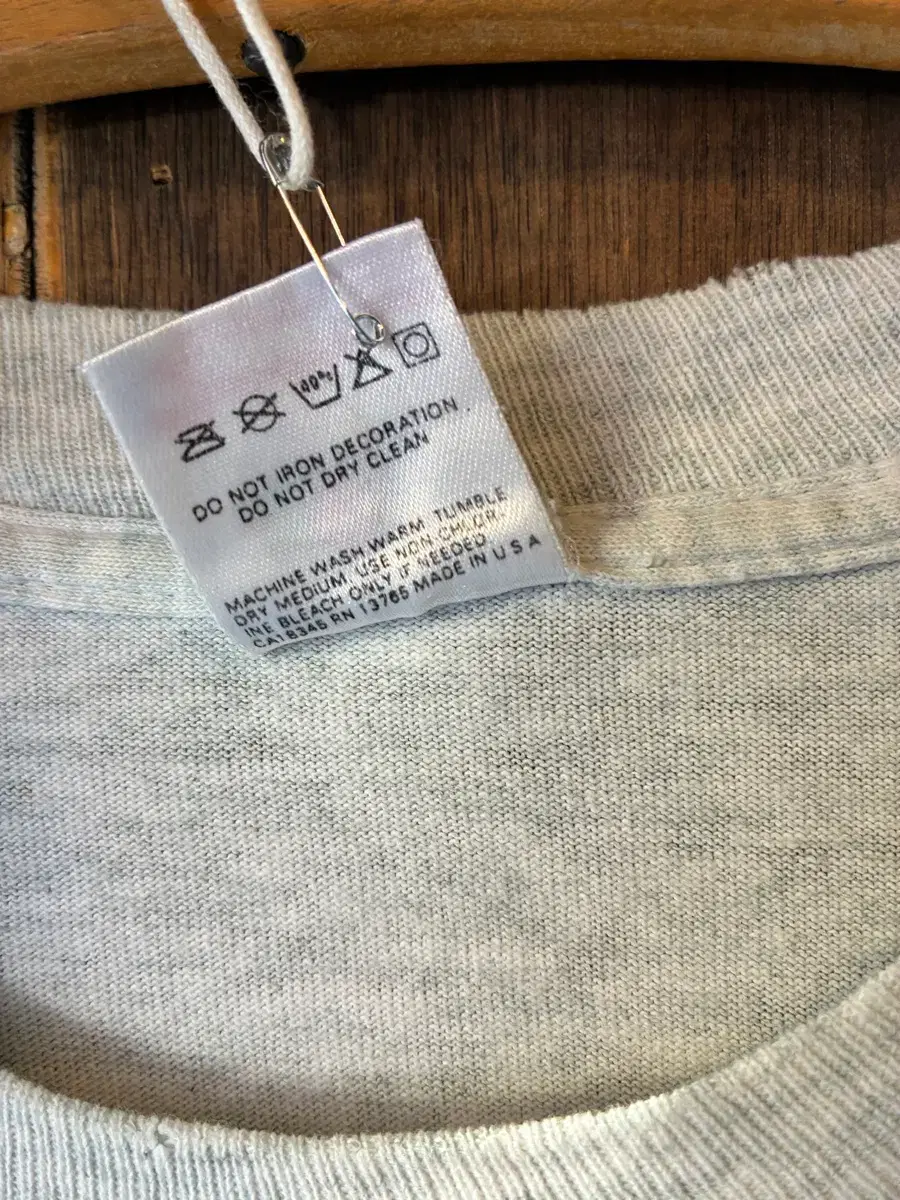 40°c
DO NOT IRON DECORATION.
DO NOT DRY CLEAN
MACHINE WASH WARM, TUMBLE
DRY MEDIUM, USE NON-CHLOR-
INE BLEACH ONLY IF NEEDED
CA18345 RN 13765 MADE IN U S A